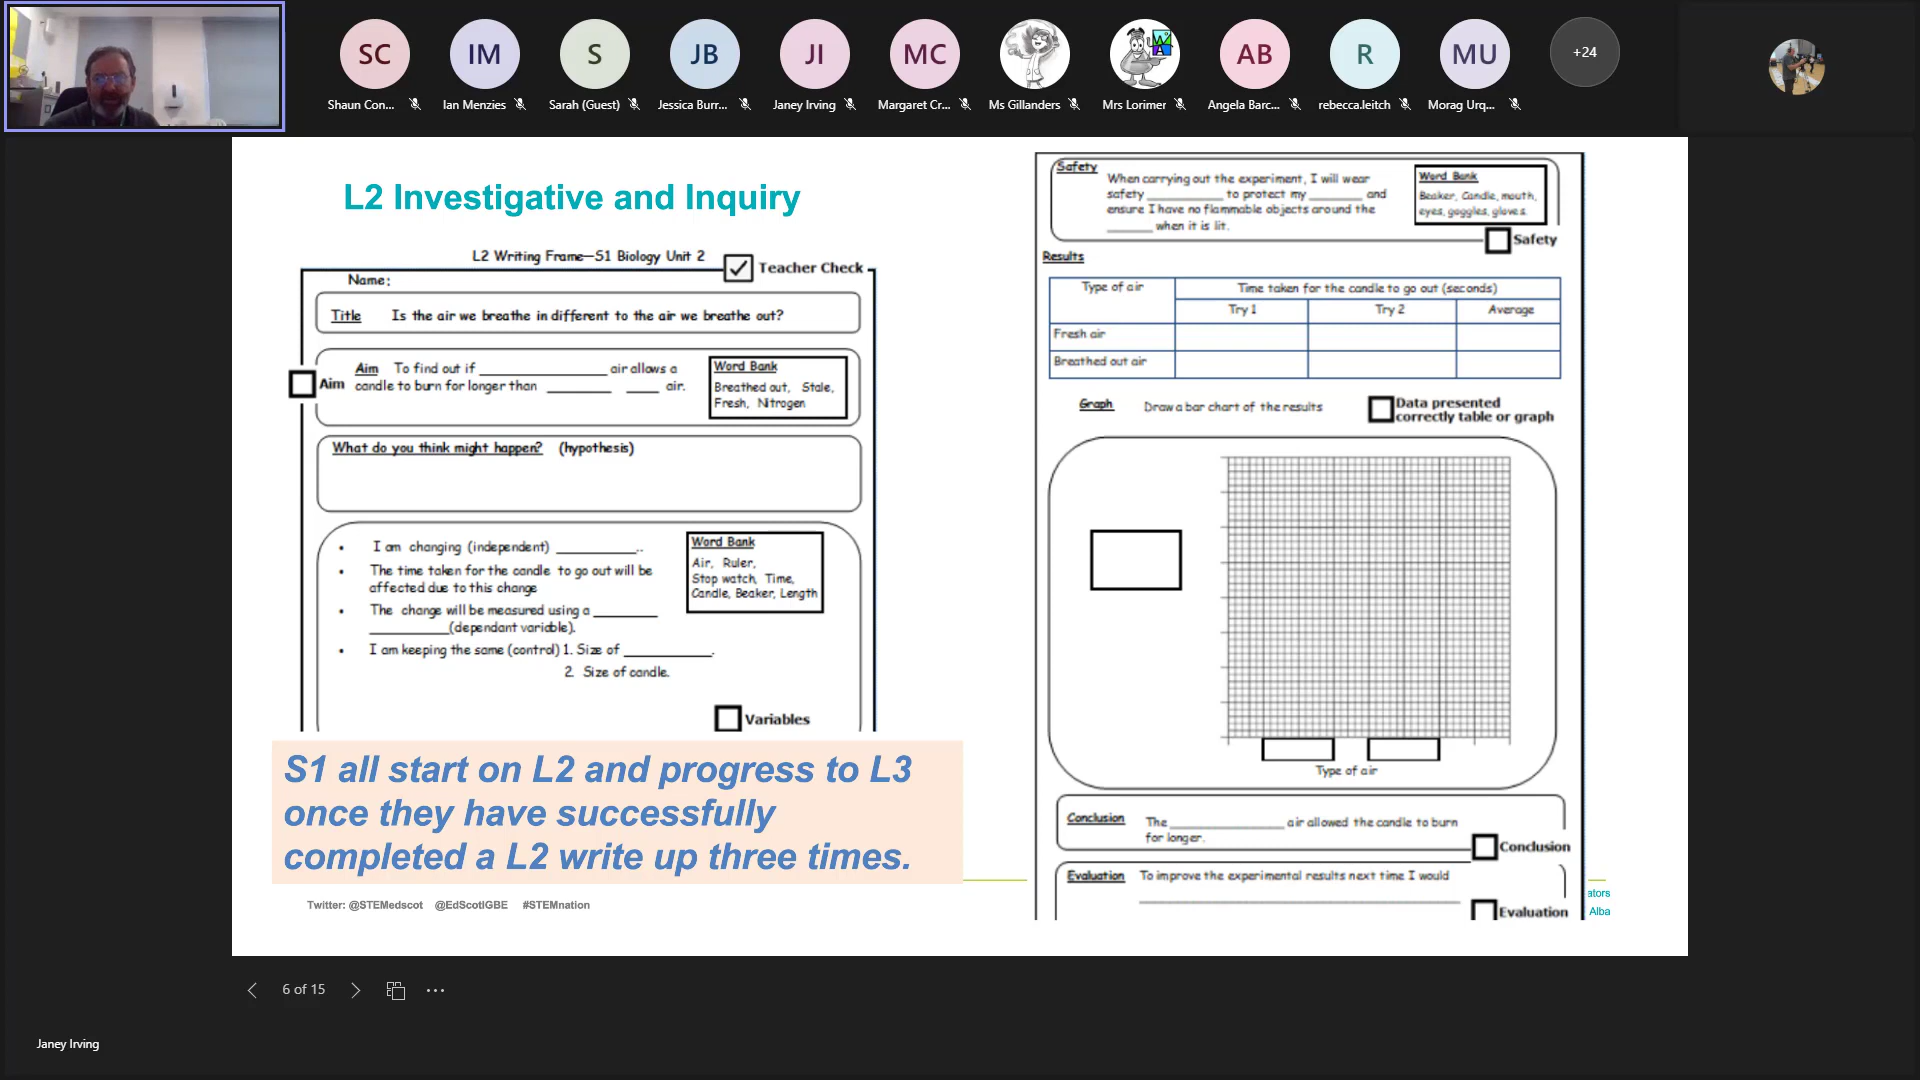 SC
IM
S
JB
JI
MC
AB
R
MU
+24
Shaun Con...
Ian Menzies
Sarah (Guest)
Jessica Burr...
Janey Irving
Margaret Cr...
Ms Gillanders
Mrs Lorimer
Angela Barc...
rebecca.leitch
Morag Urq...
L2 Investigative and Inquiry
L2 Writing Frame—S1 Biology Unit 2
Teacher Check
Name:
Title Is the air we breathe in different to the air we breathe out?
Aim
Aim To find out if ________________ air allows a
candle to burn for longer than ________ ____ air.
Word Bank
Breathed out, Stale,
Fresh, Nitrogen
What do you think might happen? (hypothesis)
• I am changing (independent) __________..
• The time taken for the candle to go out will be
affected due to this change
• The change will be measured using a ________
__________(dependant variable).
• I am keeping the same (control) 1. Size of ___________.
2. Size of candle.
Word Bank
Air, Ruler,
Stop watch, Time,
Candle, Beaker, Length
Variables
S1 all start on L2 and progress to L3
once they have successfully
completed a L2 write up three times.
Twitter: @STEMedscot @EdScotIGBE #STEMnation
Safety
When carrying out the experiment, I will wear
safety __________ to protect my _______ and
ensure I have no flammable objects around the
______ when it is lit.
Word Bank
Beaker, Candle, mouth,
eyes, goggles, gloves.
Safety
Results
Type of air Time taken for the candle to go out (seconds)
Try 1 Try 2 Average
Fresh air
Breathed out air
Graph Draw a bar chart of the results
Data presented
correctly table or graph
Type of air
Conclusion The ______________ air allowed the candle to burn
for longer.
Conclusion
Evaluation To improve the experimental results next time I would
________________________________________
Evaluation
ators
Alba
6 of 15
Janey Irving